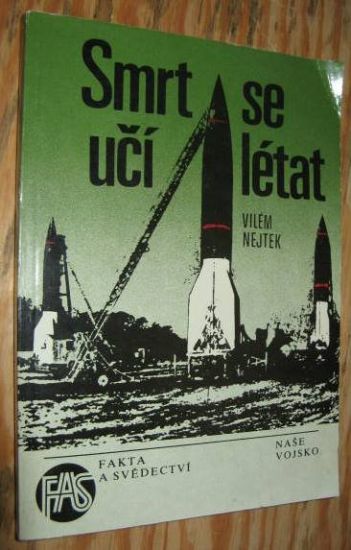 Smrt se
učí létat
VILÉM
NEJTEK
FAS
FAKTA
A SVĚDECTVÍ
NAŠE
VOJSKO